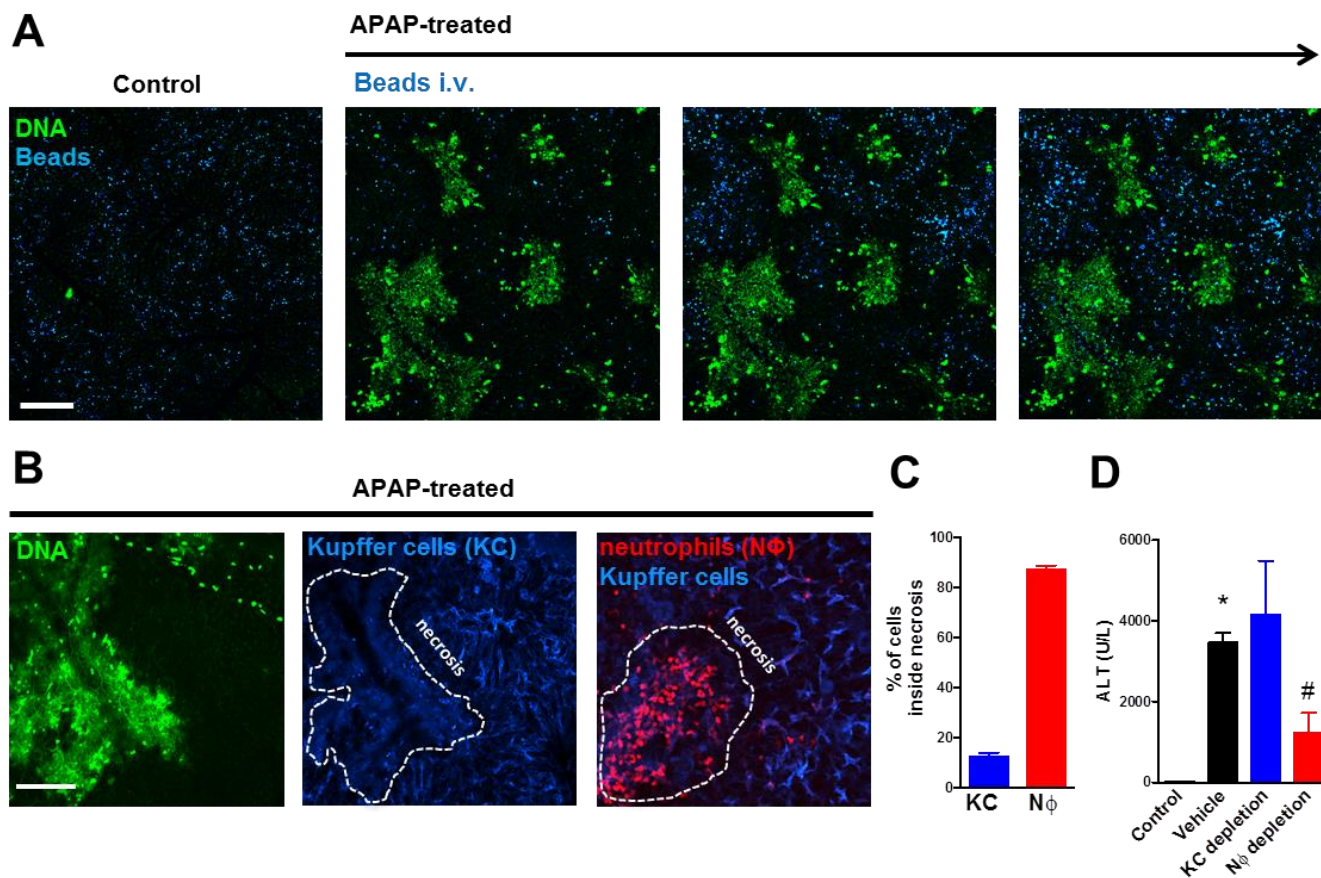 A
APAP-treated
Control
Beads i.v.
DNA
Beads
B
APAP-treated
DNA
Kupffer cells (KC)
necrosis
neutrophils (NΦ)
Kupffer cells
necrosis
C
% of cells
inside necrosis
100
80
60
40
20
0
KC
Nϕ
D
ALT (U/L)
6000
4000
2000
0
*
#
Control
Vehicle
KC depletion
Nϕ depletion